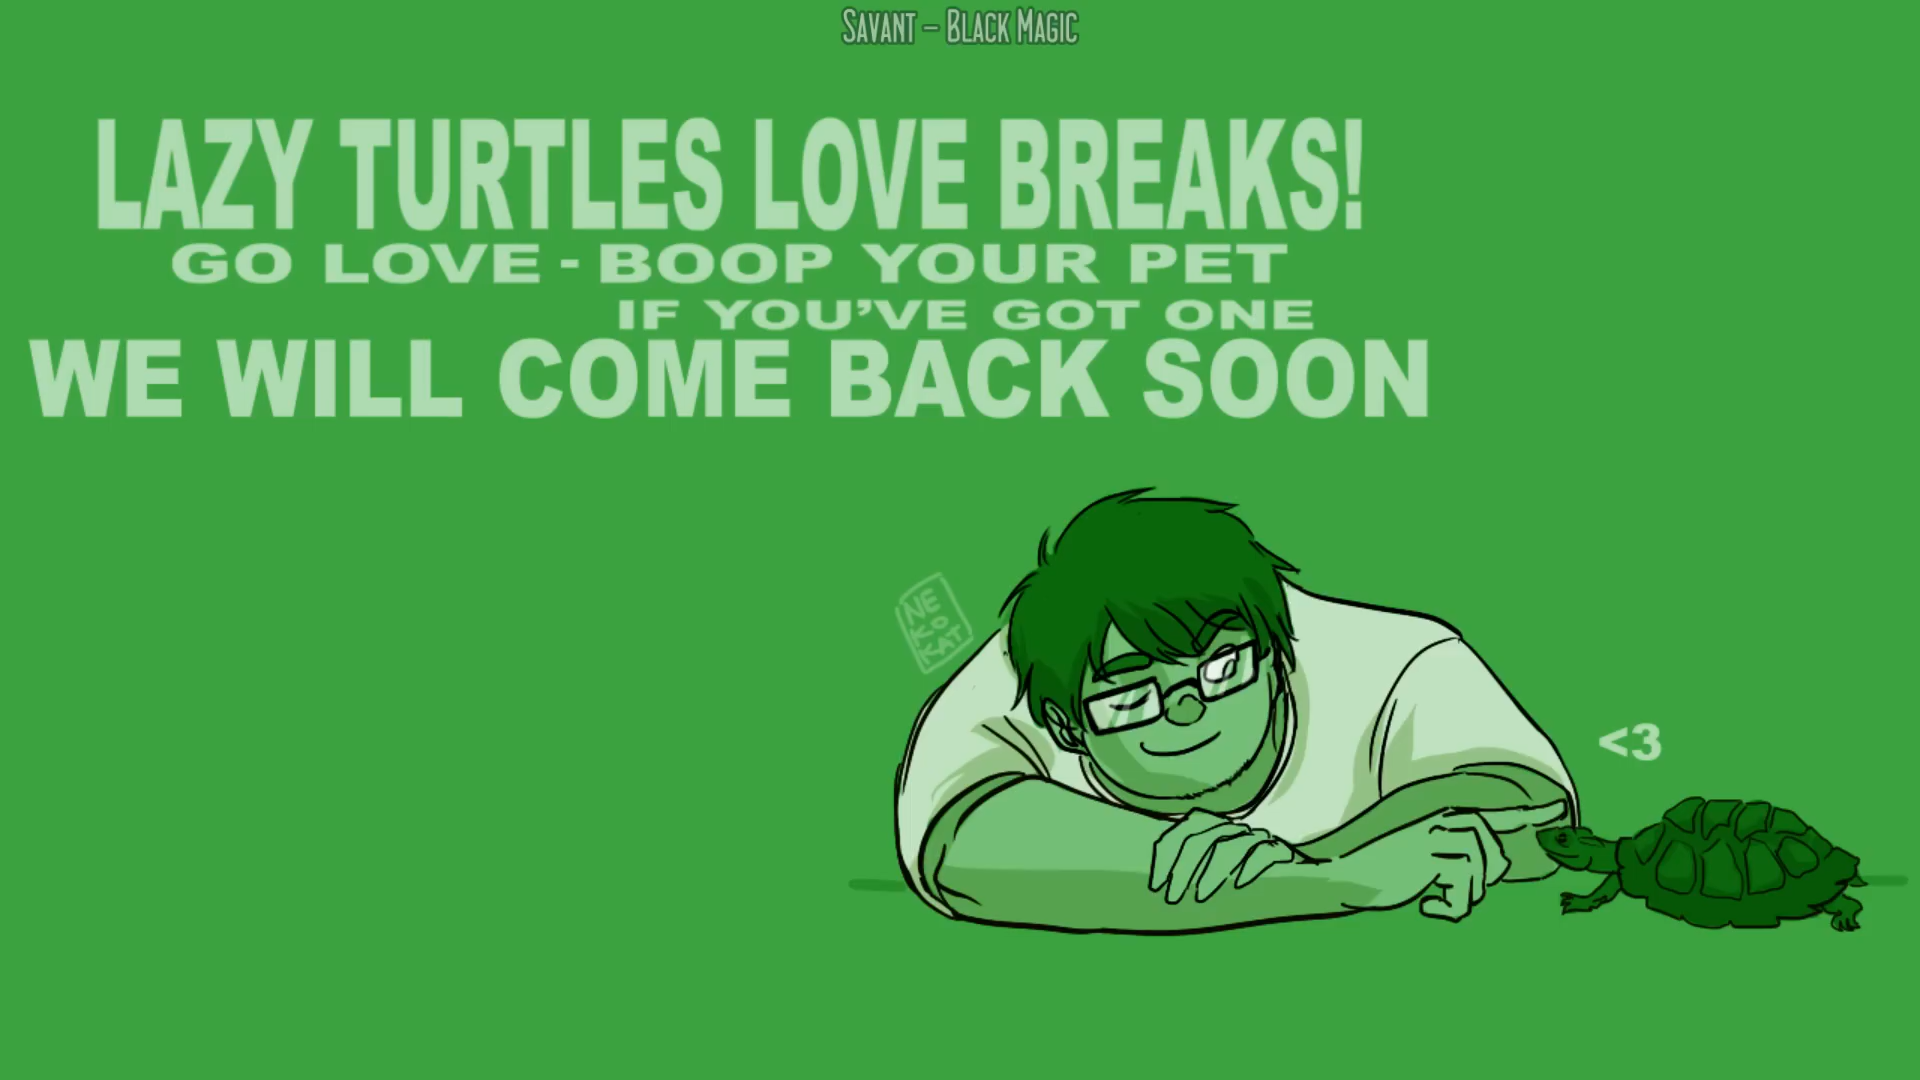 SAVANT – BLACK MAGIC
LAZY TURTLES LOVE BREAKS!
GO LOVE - BOOP YOUR PET
IF YOU'VE GOT ONE
WE WILL COME BACK SOON
NE
KO
KAT
<3